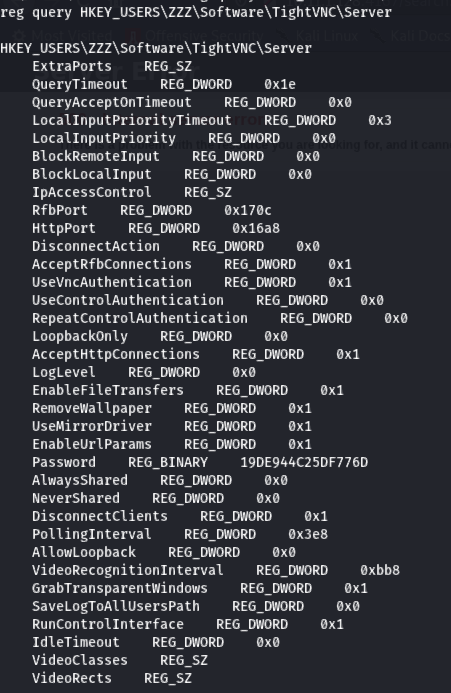 reg query HKEY_USERS\ZZZ\Software\TightVNC\Server
HKEY_USERS\ZZZ\Software\TightVNC\Server
ExtraPorts    REG_SZ
QueryTimeout    REG_DWORD    0x1e
QueryAcceptOnTimeout    REG_DWORD    0x0
LocalInputPriorityTimeout    REG_DWORD    0x3
LocalInputPriority    REG_DWORD    0x0
BlockRemoteInput    REG_DWORD    0x0
BlockLocalInput    REG_DWORD    0x0
IpAccessControl    REG_SZ
RfbPort    REG_DWORD    0x170c
HttpPort    REG_DWORD    0x16a8
DisconnectAction    REG_DWORD    0x0
AcceptRfbConnections    REG_DWORD    0x1
UseVncAuthentication    REG_DWORD    0x1
UseControlAuthentication    REG_DWORD    0x0
RepeatControlAuthentication    REG_DWORD    0x0
LoopbackOnly    REG_DWORD    0x0
AcceptHttpConnections    REG_DWORD    0x1
LogLevel    REG_DWORD    0x0
EnableFileTransfers    REG_DWORD    0x1
RemoveWallpaper    REG_DWORD    0x1
UseMirrorDriver    REG_DWORD    0x1
EnableUrlParams    REG_DWORD    0x1
Password    REG_BINARY    19DE944C25DF776D
AlwaysShared    REG_DWORD    0x0
NeverShared    REG_DWORD    0x0
DisconnectClients    REG_DWORD    0x1
PollingInterval    REG_DWORD    0x3e8
AllowLoopback    REG_DWORD    0x0
VideoRecognitionInterval    REG_DWORD    0xbb8
GrabTransparentWindows    REG_DWORD    0x1
SaveLogToAllUsersPath    REG_DWORD    0x0
RunControlInterface    REG_DWORD    0x1
IdleTimeout    REG_DWORD    0x0
VideoClasses    REG_SZ
VideoRects    REG_SZ